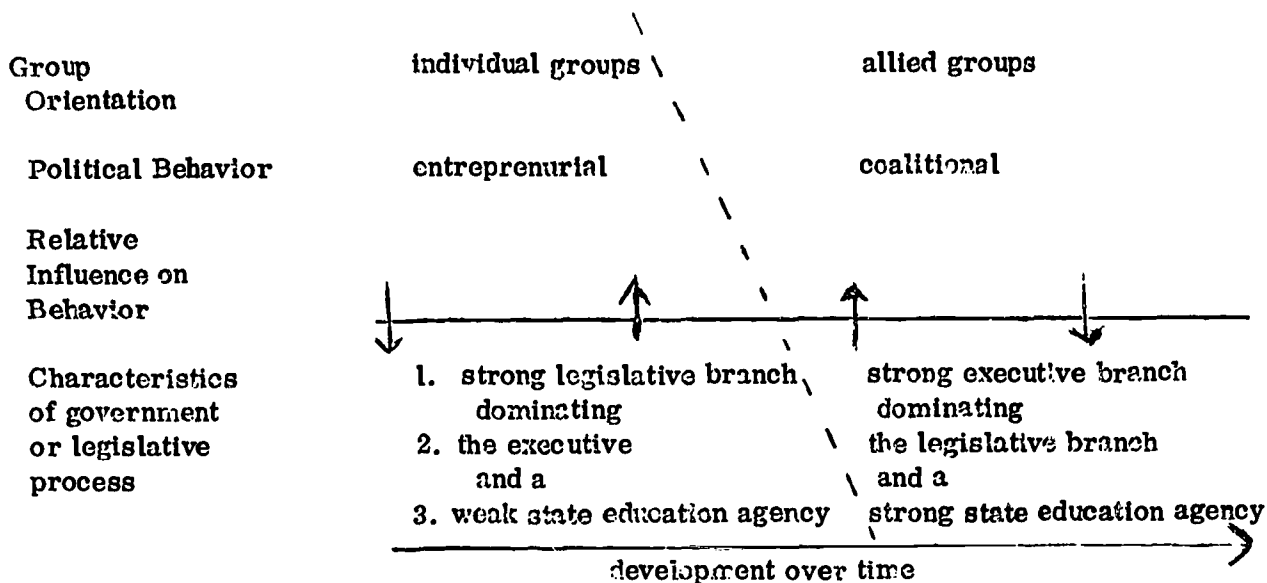 Group individual groups allied groups
Orientation
Political Behavior entreprenurial coalitional
Relative
Influence on
Behavior
Characteristics 1. strong legislative branch strong executive branch
of government dominating dominating
or legislative 2. the executive the legislative branch
process and a and a
3. weak state education agency strong state education agency
development over time